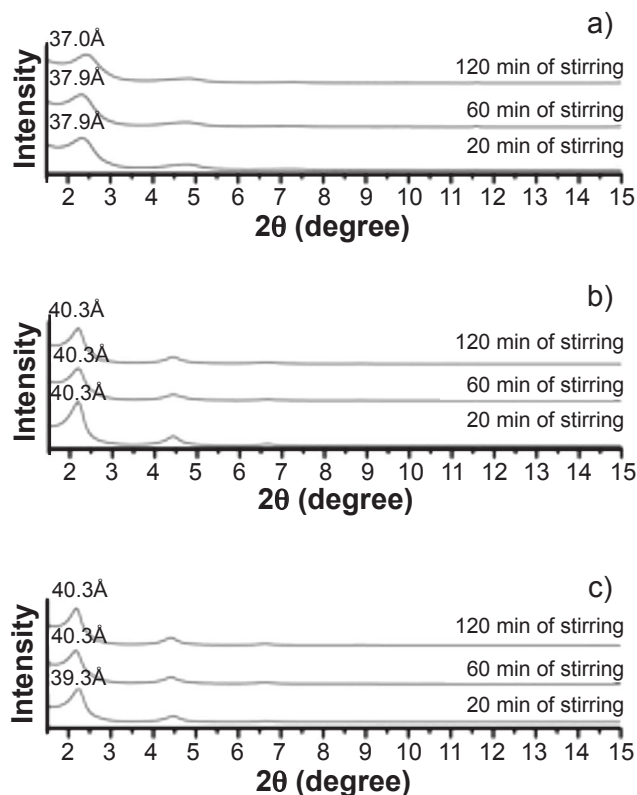 a)
37.0Å
120 min of stirring
37.9Å
60 min of stirring
37.9Å
20 min of stirring
Intensity
2 3 4 5 6 7 8 9 10 11 12 13 14 15
2θ (degree)
b)
40.3Å
120 min of stirring
40.3Å
60 min of stirring
40.3Å
20 min of stirring
Intensity
2 3 4 5 6 7 8 9 10 11 12 13 14 15
2θ (degree)
c)
40.3Å
120 min of stirring
40.3Å
60 min of stirring
39.3Å
20 min of stirring
Intensity
2 3 4 5 6 7 8 9 10 11 12 13 14 15
2θ (degree)